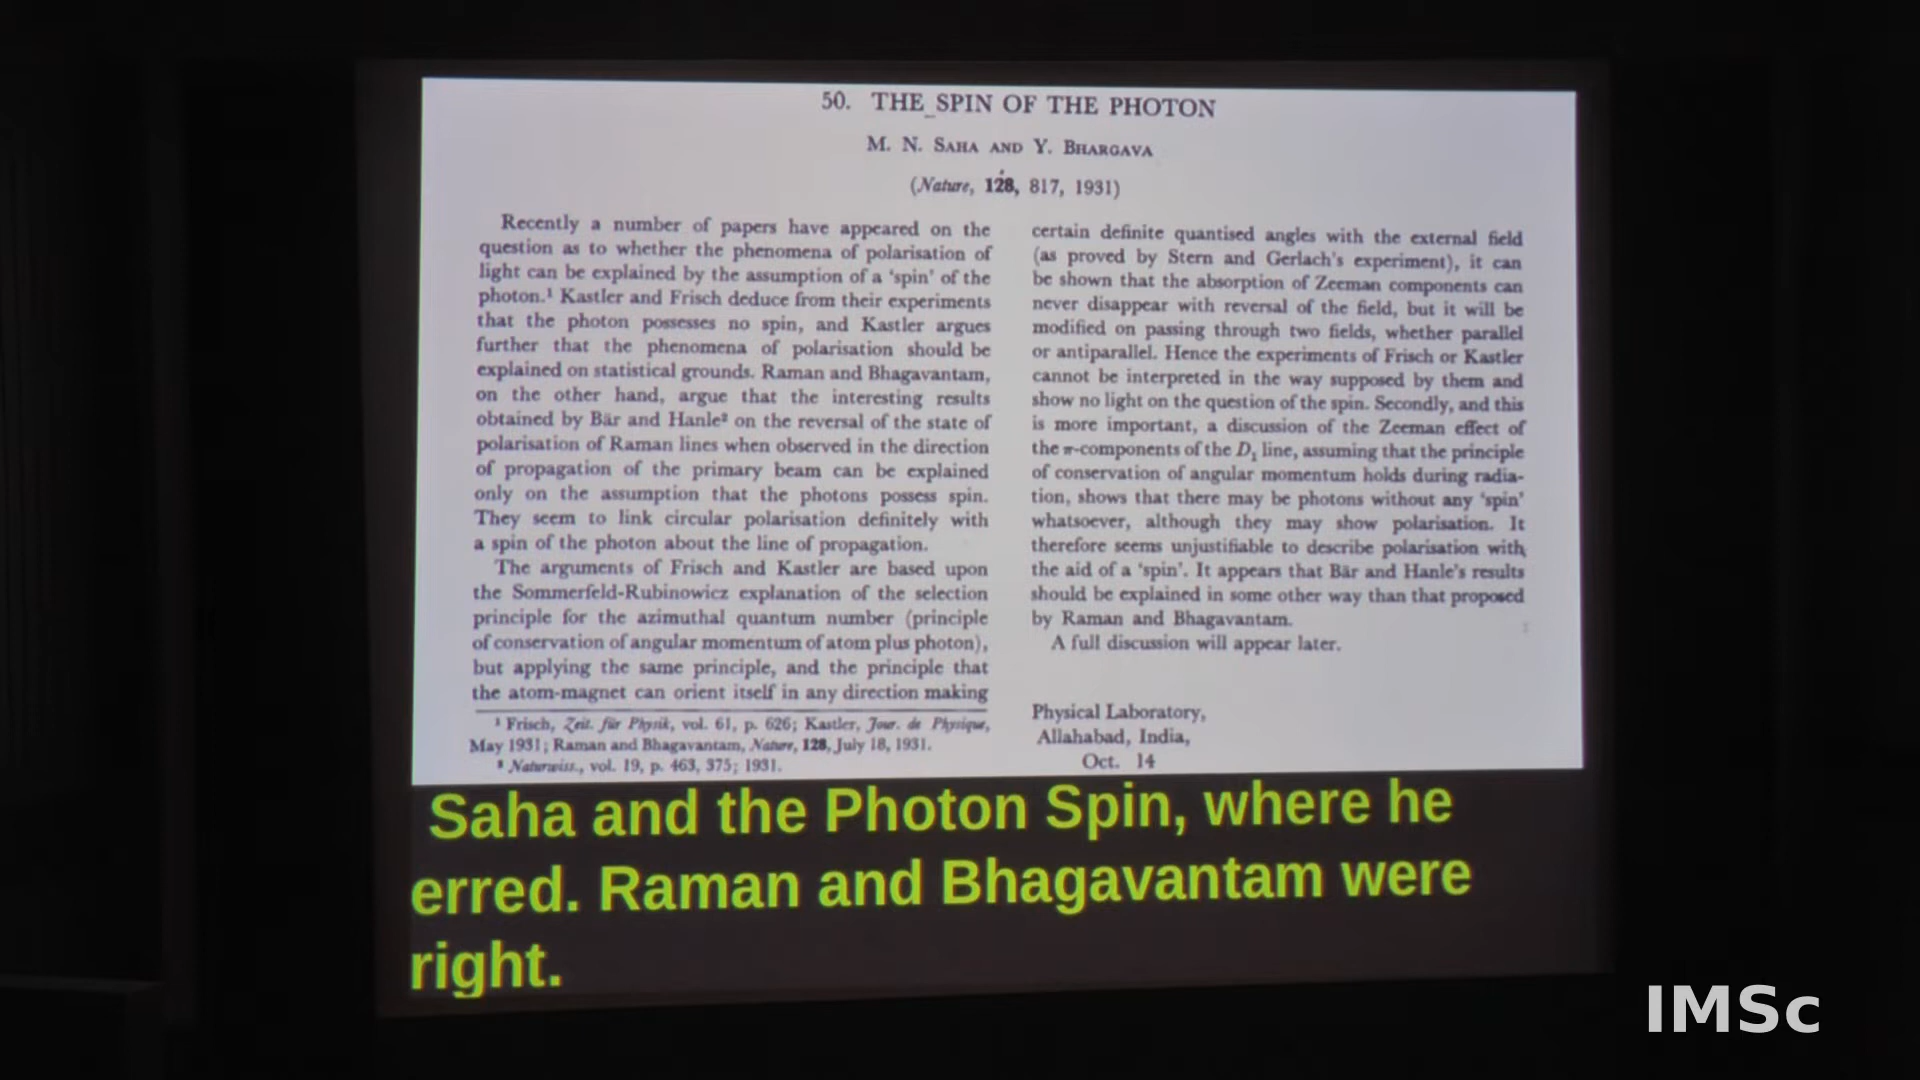 50. THE SPIN OF THE PHOTON
M. N. SAHA AND Y. BHARGAVA
(Nature, 128, 817, 1931)
Recently a number of papers have appeared on the
question as to whether the phenomena of polarisation of
light can be explained by the assumption of a 'spin' of the
photon.¹ Kastler and Frisch deduce from their experiments
that the photon possesses no spin, and Kastler argues
further that the phenomena of polarisation should be
explained on statistical grounds. Raman and Bhagavantam,
on the other hand, argue that the interesting results
obtained by Bär and Hanle² on the reversal of the state of
polarisation of Raman lines when observed in the direction
of propagation of the primary beam can be explained
only on the assumption that the photons possess spin.
They seem to link circular polarisation definitely with
a spin of the photon about the line of propagation.
The arguments of Frisch and Kastler are based upon
the Sommerfeld-Rubinowicz explanation of the selection
principle for the azimuthal quantum number (principle
of conservation of angular momentum of atom plus photon),
but applying the same principle, and the principle that
the atom-magnet can orient itself in any direction making
¹ Frisch, Zeit. für Physik, vol. 61, p. 626; Kastler, Jour. de Physique,
May 1931; Raman and Bhagavantam, Nature, 128, July 18, 1931.
² Naturwiss., vol. 19, p. 463, 375; 1931.
certain definite quantised angles with the external field
(as proved by Stern and Gerlach's experiment), it can
be shown that the absorption of Zeeman components can
never disappear with reversal of the field, but it will be
modified on passing through two fields, whether parallel
or antiparallel. Hence the experiments of Frisch or Kastler
cannot be interpreted in the way supposed by them and
show no light on the question of the spin. Secondly, and this
is more important, a discussion of the Zeeman effect of
the π-components of the D₁ line, assuming that the principle
of conservation of angular momentum holds during radia-
tion, shows that there may be photons without any 'spin'
whatsoever, although they may show polarisation. It
therefore seems unjustifiable to describe polarisation with
the aid of a 'spin'. It appears that Bär and Hanle's results
should be explained in some other way than that proposed
by Raman and Bhagavantam.
A full discussion will appear later.
Physical Laboratory,
Allahabad, India,
Oct. 14
Saha and the Photon Spin, where he
erred. Raman and Bhagavantam were
right.
IMSc